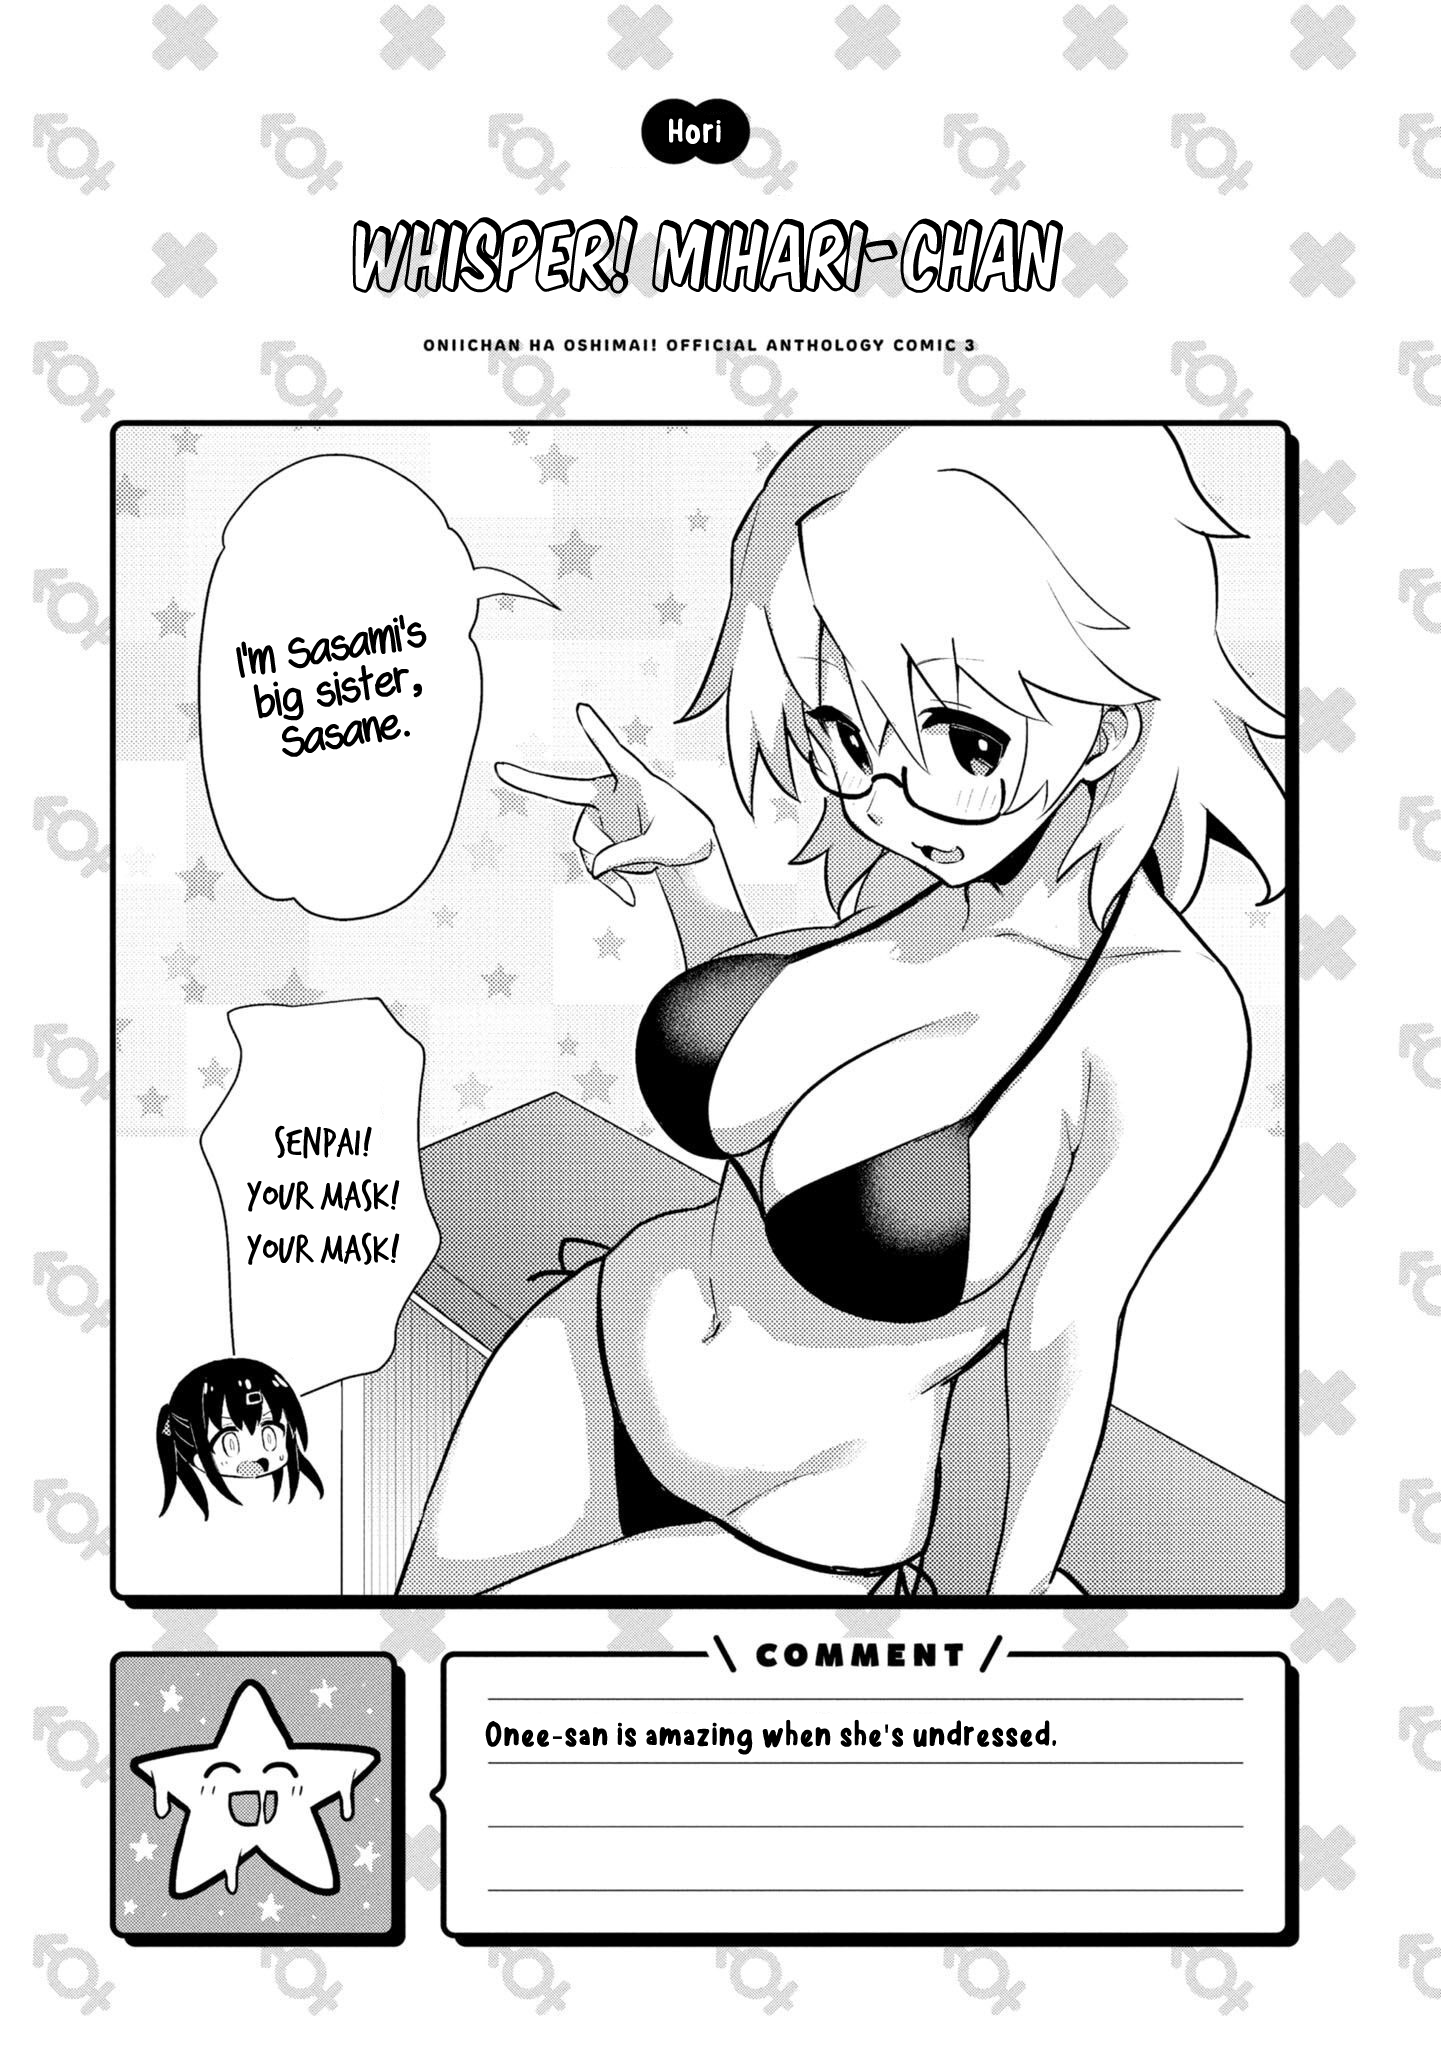 Hori
WHISPER! MIHARI-CHAN
ONIICHAN HA OSHIMAI! OFFICIAL ANTHOLOGY COMIC 3
I'm Sasami's
big sister,
Sasane.
SENPAI!
YOUR MASK!
YOUR MASK!
\ COMMENT /
Onee-san is amazing when she's undressed.